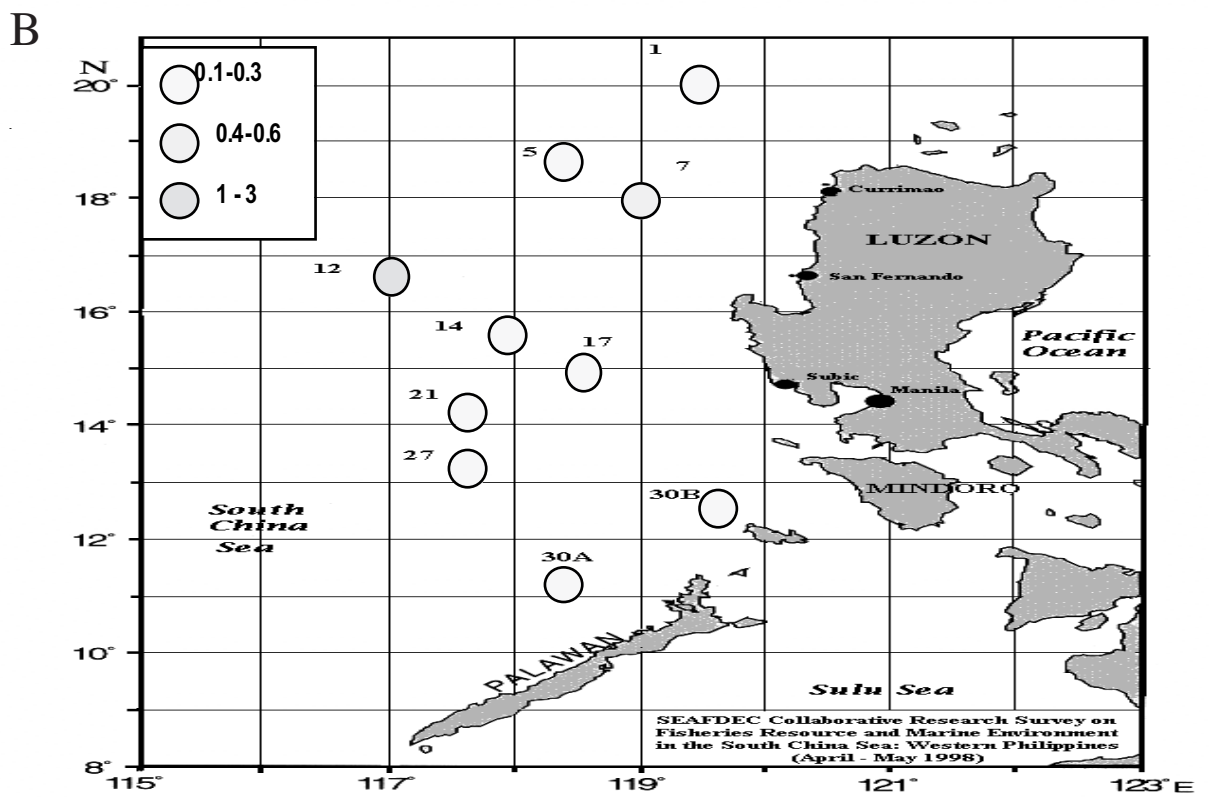 B
N
0.1-0.3
0.4-0.6
1 - 3
1
5
7
12
14
17
21
27
30B
30A
20°
18°
16°
14°
12°
10°
8°
Currimao
LUZON
San Fernando
Pacific
Ocean
Subic
Manila
MINDORO
South
China
Sea
PALAWAN
Sulu Sea
SEAFDEC Collaborative Research Survey on
Fisheries Resource and Marine Environment
in the South China Sea: Western Philippines
(April - May 1998)
115° 117° 119° 121° 123° E